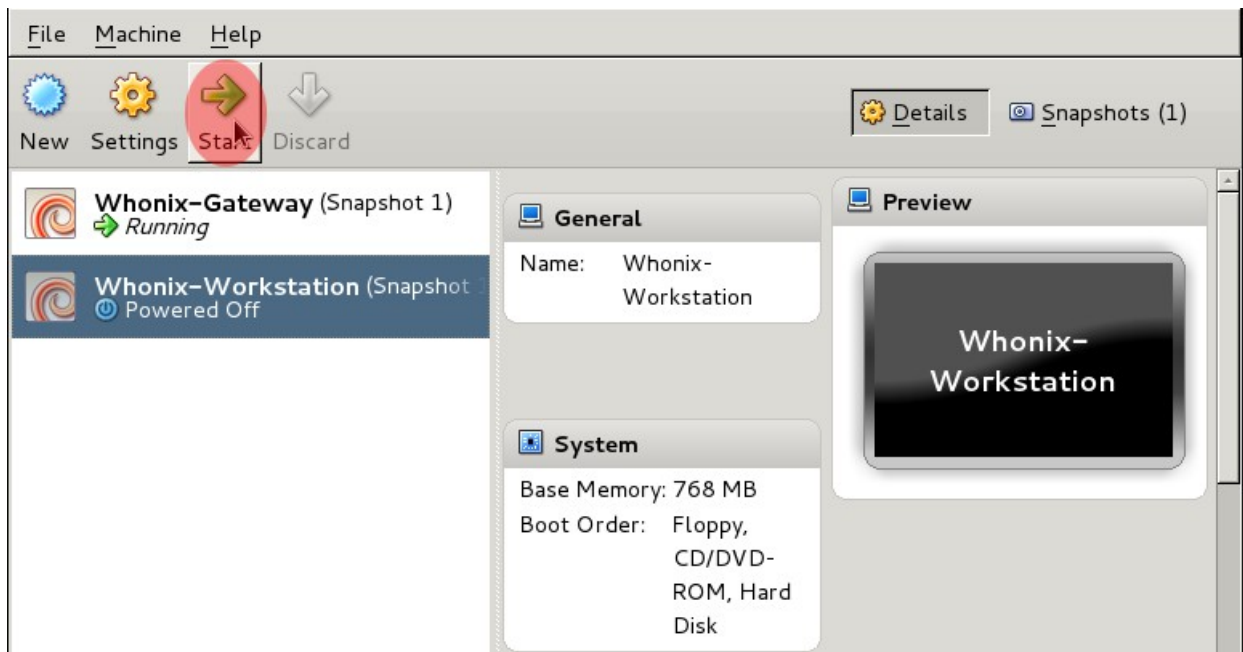 File Machine Help
New Settings Start Discard
Details Snapshots (1)
Whonix-Gateway (Snapshot 1)
Running
Whonix-Workstation (Snapshot
Powered Off
General
Name: Whonix-
Workstation
System
Base Memory: 768 MB
Boot Order: Floppy,
CD/DVD-
ROM, Hard
Disk
Preview
Whonix-
Workstation